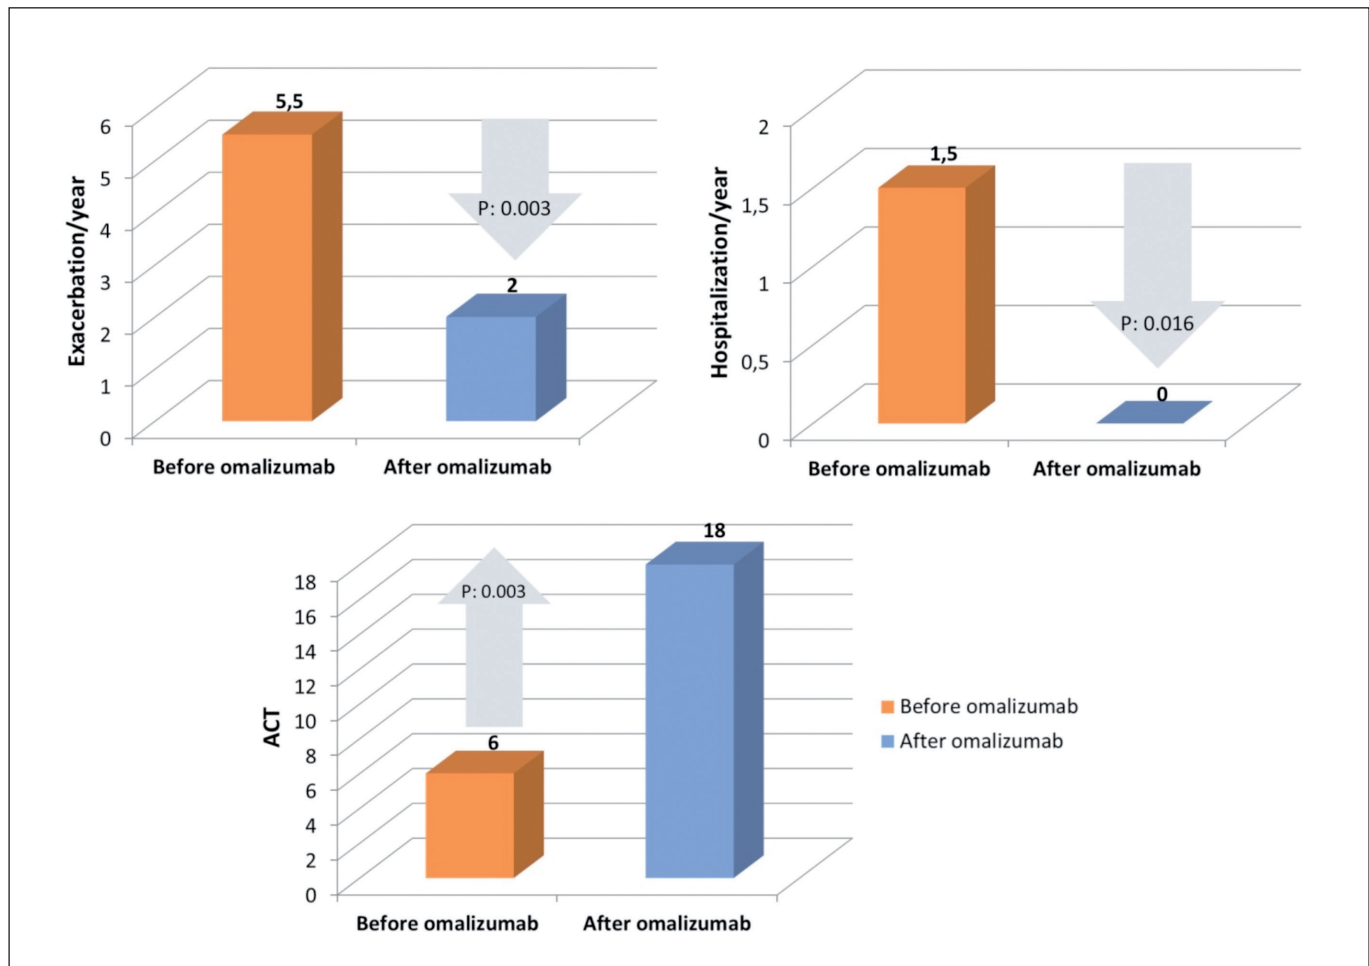 5,5
6
5
4
3
2
1
0
Exacerbation/year
P: 0.003
2
Before omalizumab
After omalizumab
2
1,5
1
0,5
0
Hospitalization/year
1,5
P: 0.016
0
Before omalizumab
After omalizumab
18
16
14
12
10
8
6
4
2
0
ACT
P: 0.003
6
18
Before omalizumab
After omalizumab
Before omalizumab
After omalizumab